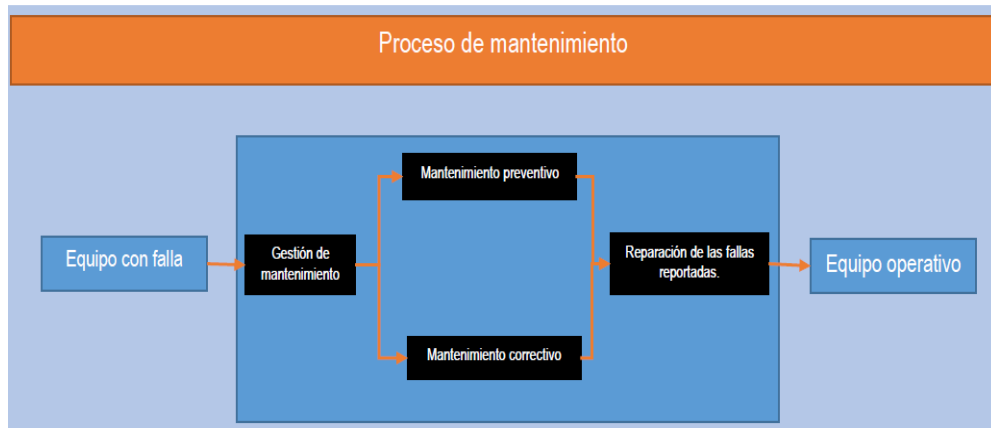 Proceso de mantenimiento
Mantenimiento preventivo
Equipo con falla
Gestión de
mantenimiento
Reparación de las fallas
reportadas.
Equipo operativo
Mantenimiento correctivo